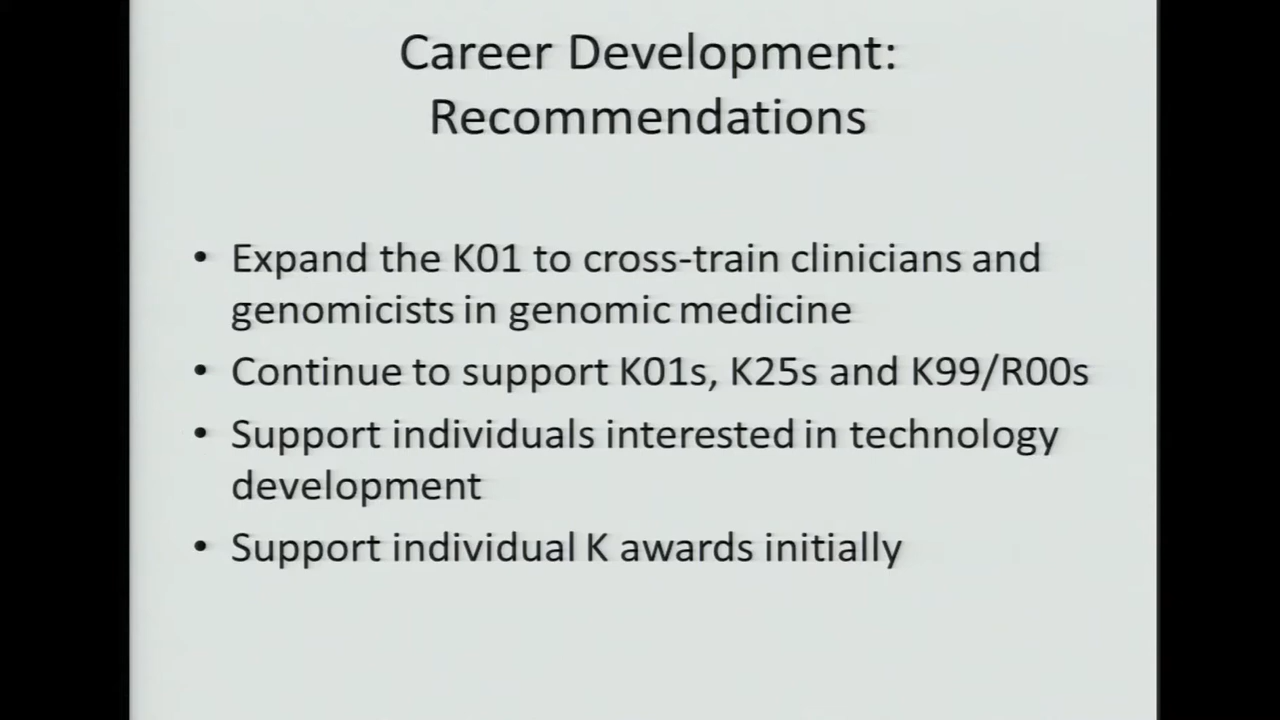 Career Development:
Recommendations
• Expand the K01 to cross-train clinicians and
genomicists in genomic medicine
• Continue to support K01s, K25s and K99/R00s
• Support individuals interested in technology
development
• Support individual K awards initially